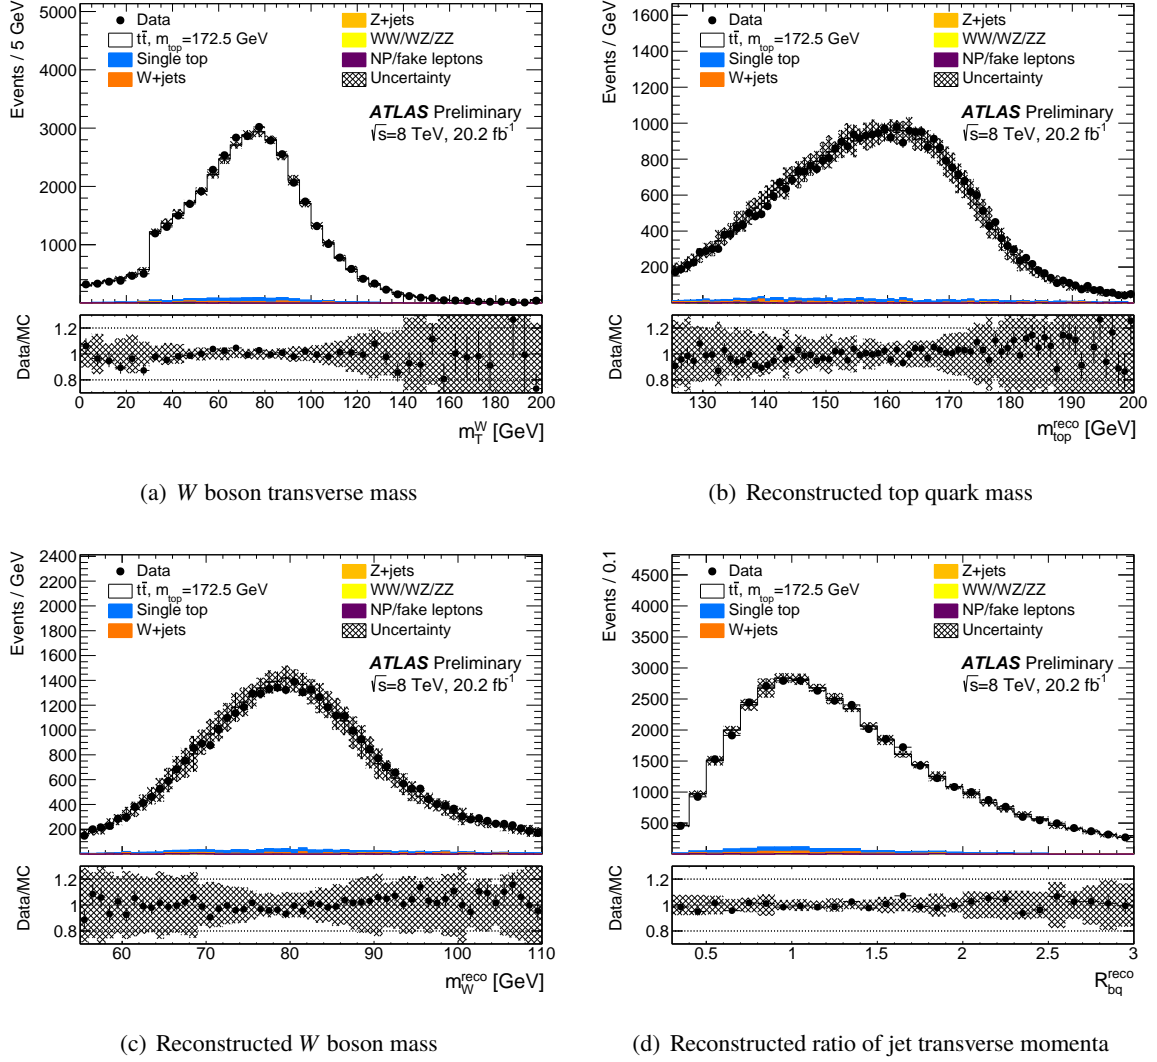 Events / 5 GeV
5000
4000
3000
2000
1000
Data
tt̄, m_top=172.5 GeV
Single top
W+jets
Z+jets
WW/WZ/ZZ
NP/fake leptons
Uncertainty
ATLAS Preliminary
√s=8 TeV, 20.2 fb⁻¹
Data/MC
1.2
1
0.8
0 20 40 60 80 100 120 140 160 180 200
m_T^W [GeV]
(a) W boson transverse mass
Events / GeV
1600
1400
1200
1000
800
600
400
200
Data
tt̄, m_top=172.5 GeV
Single top
W+jets
Z+jets
WW/WZ/ZZ
NP/fake leptons
Uncertainty
ATLAS Preliminary
√s=8 TeV, 20.2 fb⁻¹
Data/MC
1.2
1
0.8
130 140 150 160 170 180 190 200
m_top^reco [GeV]
(b) Reconstructed top quark mass
Events / GeV
2400
2200
2000
1800
1600
1400
1200
1000
800
600
400
200
Data
tt̄, m_top=172.5 GeV
Single top
W+jets
Z+jets
WW/WZ/ZZ
NP/fake leptons
Uncertainty
ATLAS Preliminary
√s=8 TeV, 20.2 fb⁻¹
Data/MC
1.2
1
0.8
60 70 80 90 100 110
m_W^reco [GeV]
(c) Reconstructed W boson mass
Events / 0.1
4500
4000
3500
3000
2500
2000
1500
1000
500
Data
tt̄, m_top=172.5 GeV
Single top
W+jets
Z+jets
WW/WZ/ZZ
NP/fake leptons
Uncertainty
ATLAS Preliminary
√s=8 TeV, 20.2 fb⁻¹
Data/MC
1.2
1
0.8
0.5 1 1.5 2 2.5 3
R_bq^reco
(d) Reconstructed ratio of jet transverse momenta